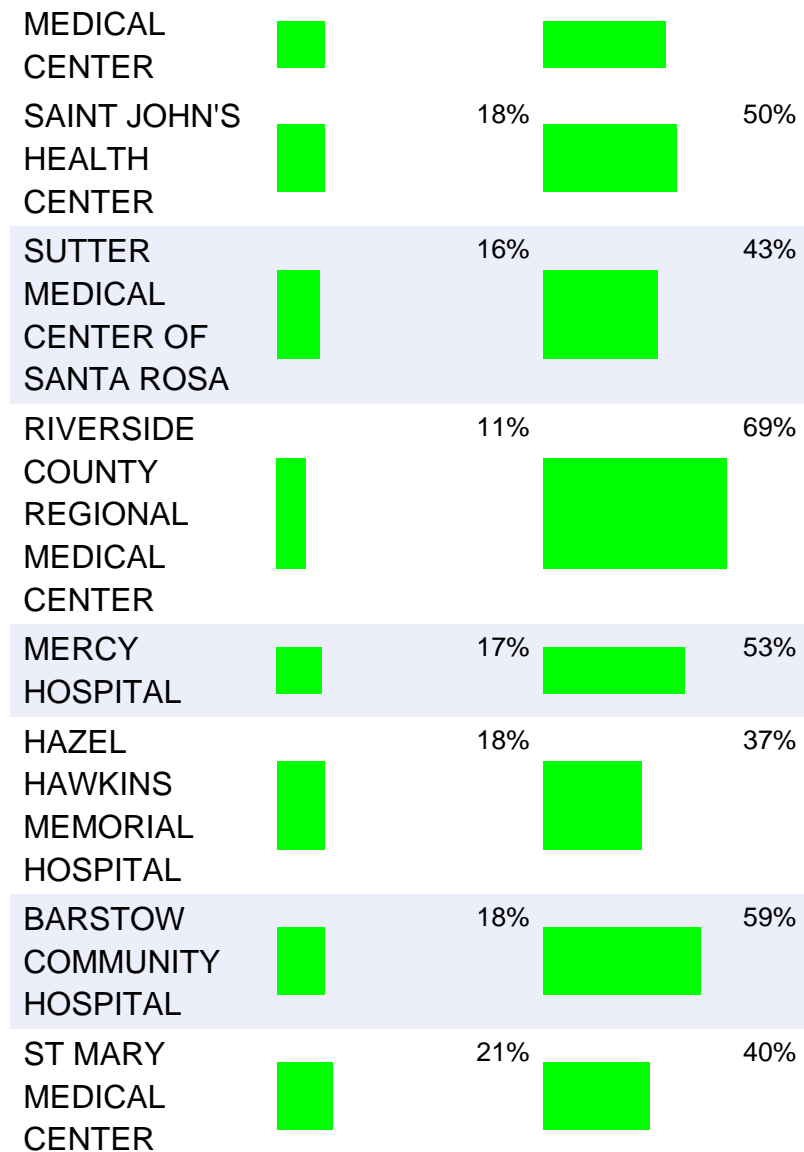 MEDICAL
CENTER
SAINT JOHN'S 18% 50%
HEALTH
CENTER
SUTTER 16% 43%
MEDICAL
CENTER OF
SANTA ROSA
RIVERSIDE 11% 69%
COUNTY
REGIONAL
MEDICAL
CENTER
MERCY 17% 53%
HOSPITAL
HAZEL 18% 37%
HAWKINS
MEMORIAL
HOSPITAL
BARSTOW 18% 59%
COMMUNITY
HOSPITAL
ST MARY 21% 40%
MEDICAL
CENTER